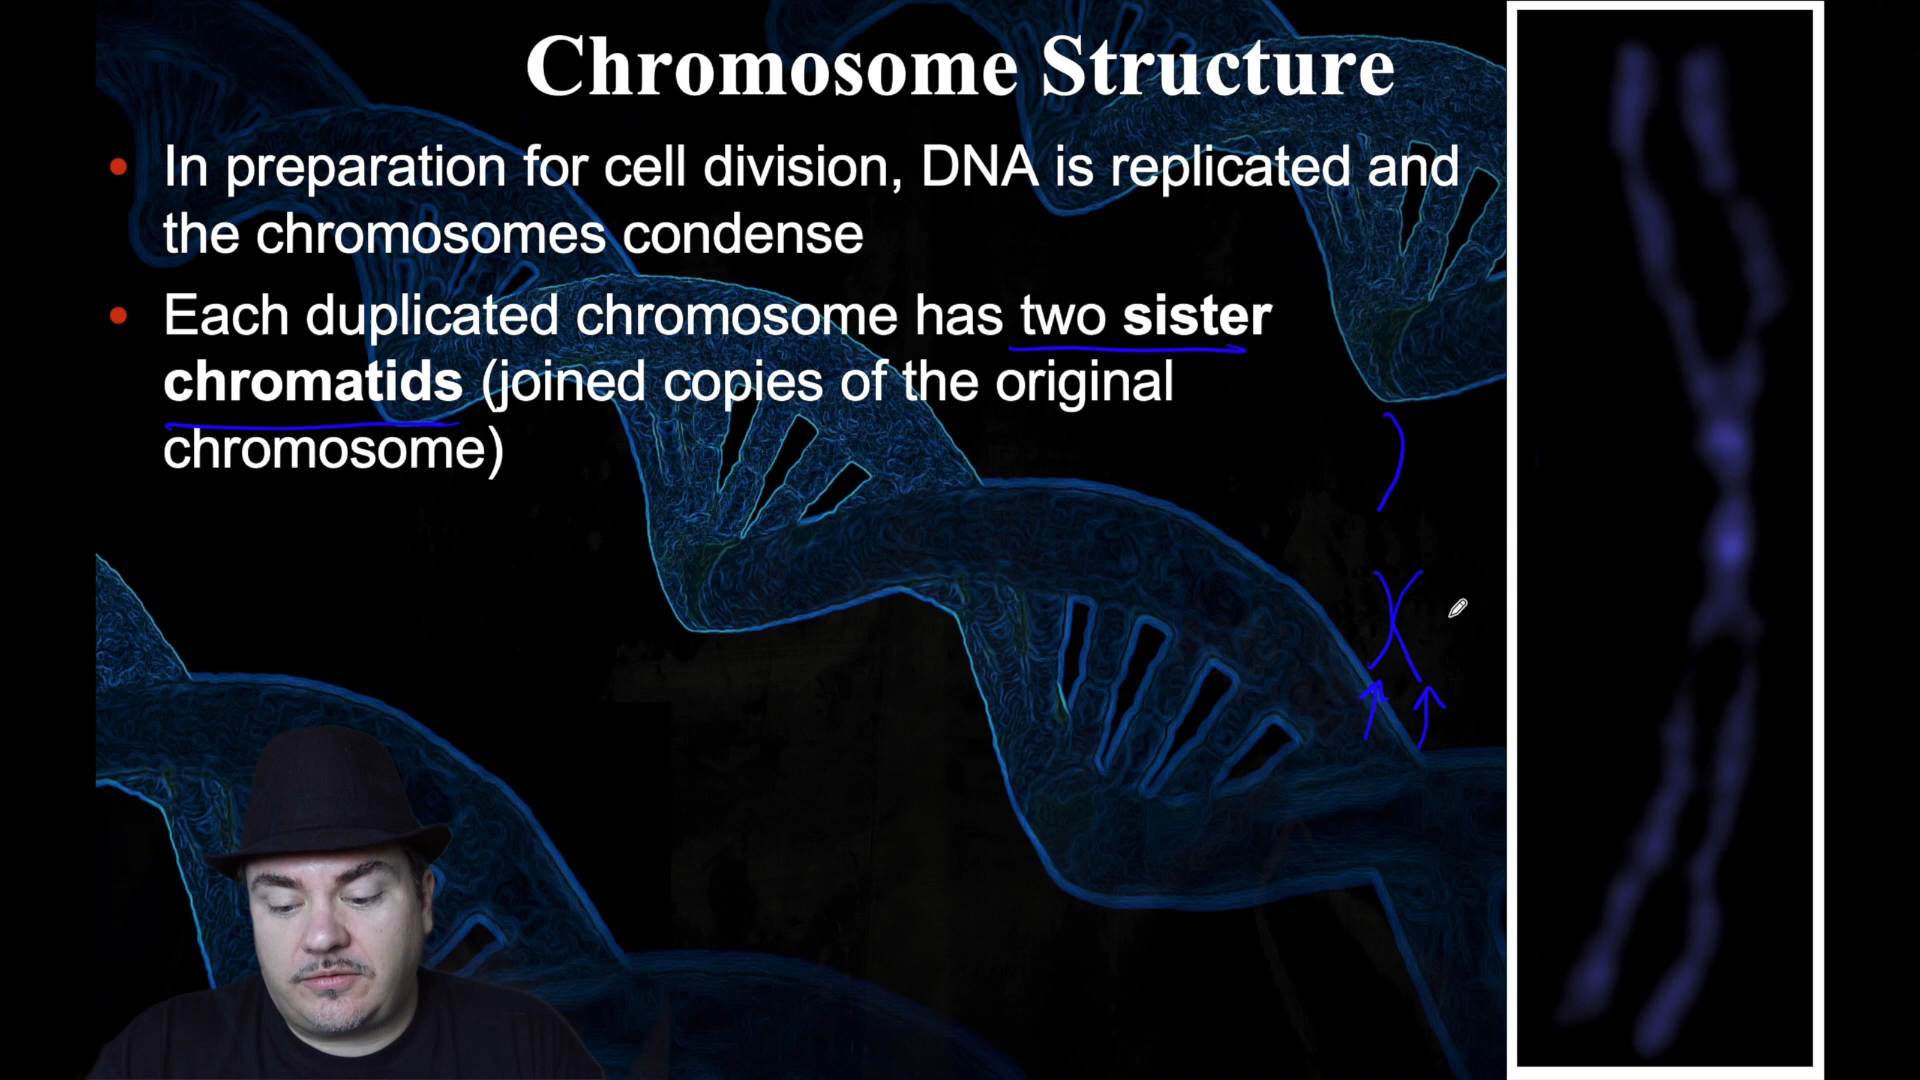 Chromosome Structure
• In preparation for cell division, DNA is replicated and
the chromosomes condense
• Each duplicated chromosome has two sister
chromatids (joined copies of the original
chromosome)